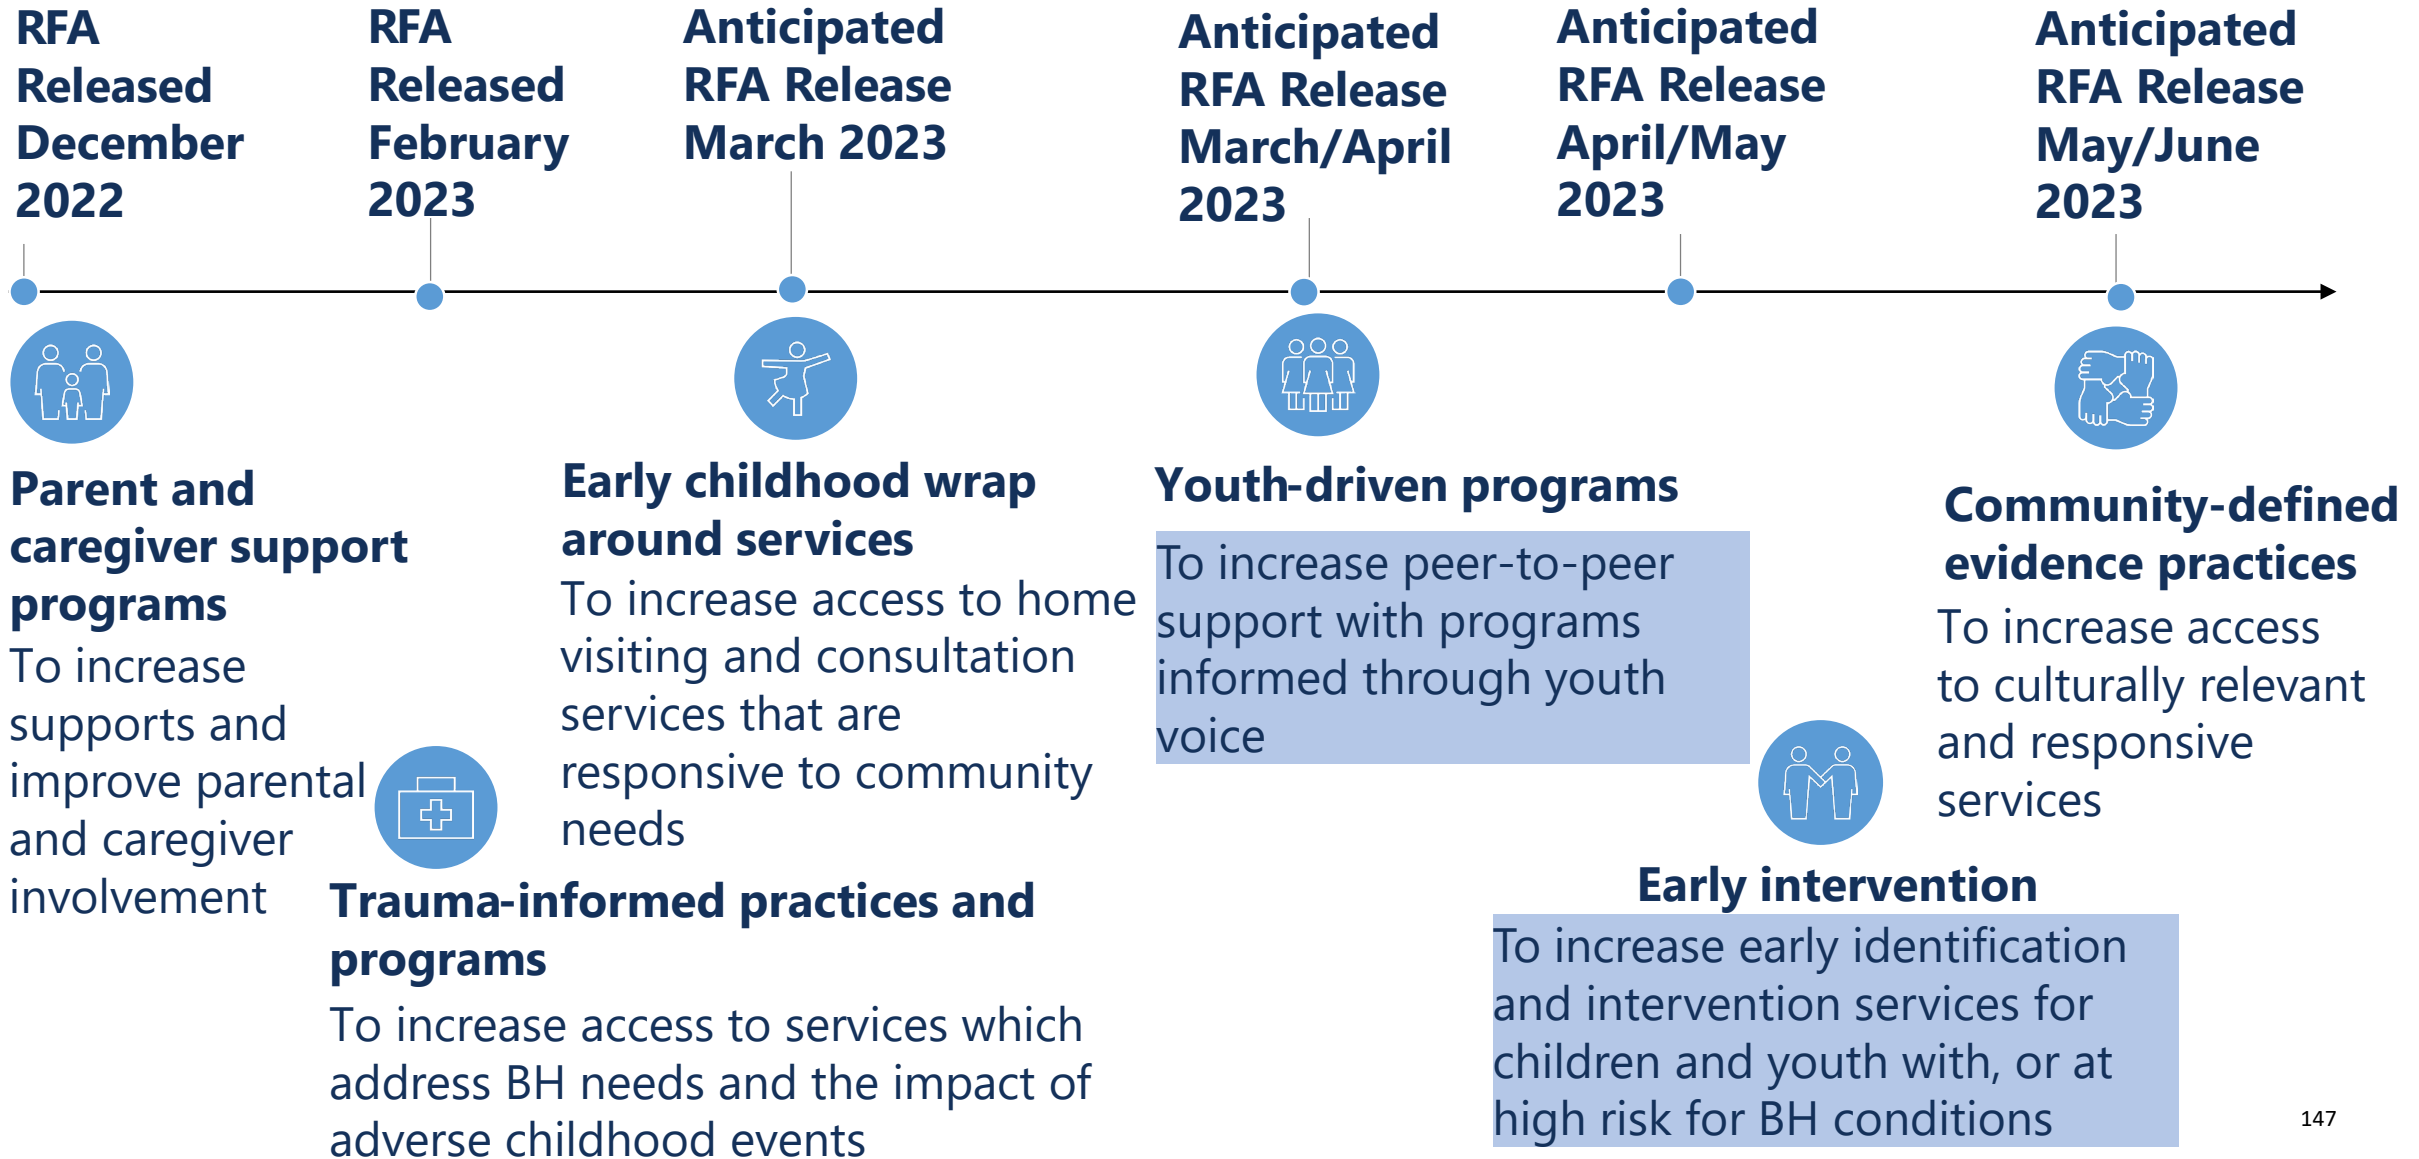 RFA
Released
December
2022
RFA
Released
February
2023
Anticipated
RFA Release
March 2023
Anticipated
RFA Release
March/April
2023
Anticipated
RFA Release
April/May
2023
Anticipated
RFA Release
May/June
2023
Parent and
caregiver support
programs
To increase
supports and
improve parental
and caregiver
involvement
Trauma-informed practices and
programs
To increase access to services which
address BH needs and the impact of
adverse childhood events
Early childhood wrap
around services
To increase access to home
visiting and consultation
services that are
responsive to community
needs
Youth-driven programs
To increase peer-to-peer
support with programs
informed through youth
voice
Early intervention
To increase early identification
and intervention services for
children and youth with, or at
high risk for BH conditions
Community-defined
evidence practices
To increase access
to culturally relevant
and responsive
services
147